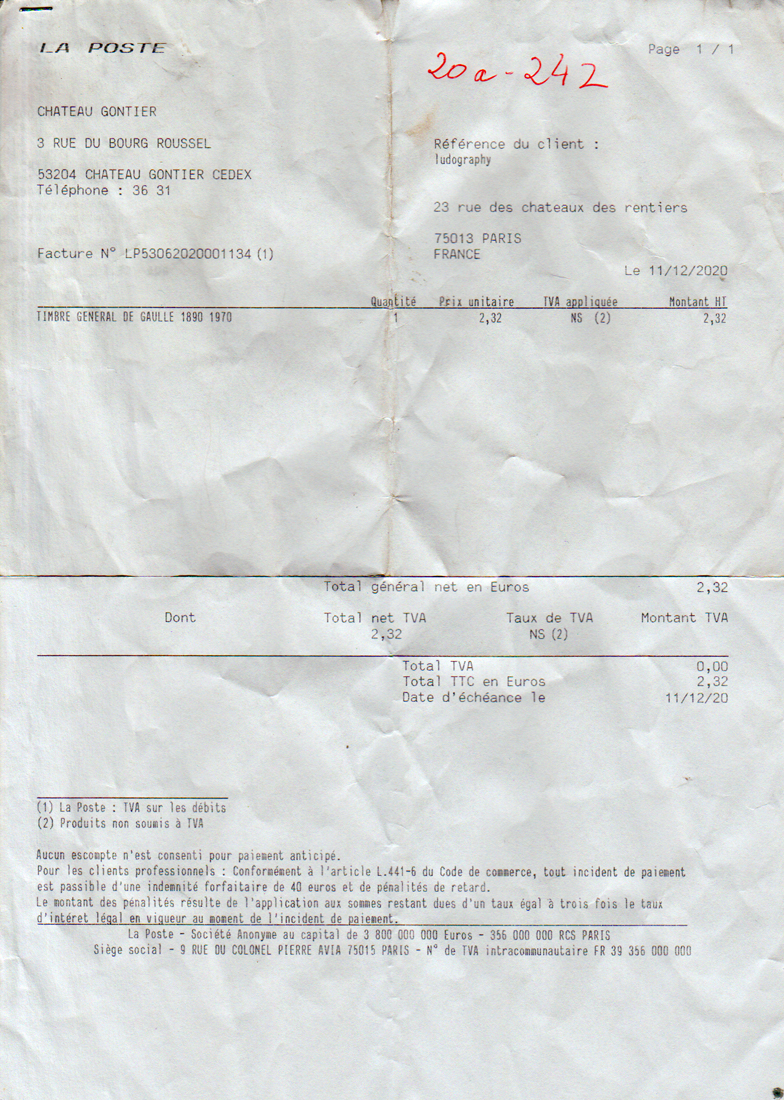 LA POSTE
Page 1 / 1
20a-242
CHATEAU GONTIER
3 RUE DU BOURG ROUSSEL
53204 CHATEAU GONTIER CEDEX
Téléphone : 36 31
Référence du client :
ludography
23 rue des chateaux des rentiers
75013 PARIS
FRANCE
Facture N° LP53062020001134 (1)
Le 11/12/2020
Quantité Prix unitaire TVA appliquée Montant HT
TIMBRE GENERAL DE GAULLE 1890 1970 1 2,32 NS (2) 2,32
Total général net en Euros 2,32
Dont Total net TVA Taux de TVA Montant TVA
2,32 NS (2)
Total TVA 0,00
Total TTC en Euros 2,32
Date d'échéance le 11/12/20
(1) La Poste : TVA sur les débits
(2) Produits non soumis à TVA
Aucun escompte n'est consenti pour paiement anticipé.
Pour les clients professionnels : Conformément à l'article L.441-6 du Code de commerce, tout incident de paiement
est passible d'une indemnité forfaitaire de 40 euros et de pénalités de retard.
Le montant des pénalités résulte de l'application aux sommes restant dues d'un taux égal à trois fois le taux
d'intéret légal en vigueur au moment de l'incident de paiement.
La Poste - Société Anonyme au capital de 3 800 000 000 Euros - 356 000 000 RCS PARIS
Siège social - 9 RUE DU COLONEL PIERRE AVIA 75015 PARIS - N° de TVA intracommunautaire FR 39 356 000 000